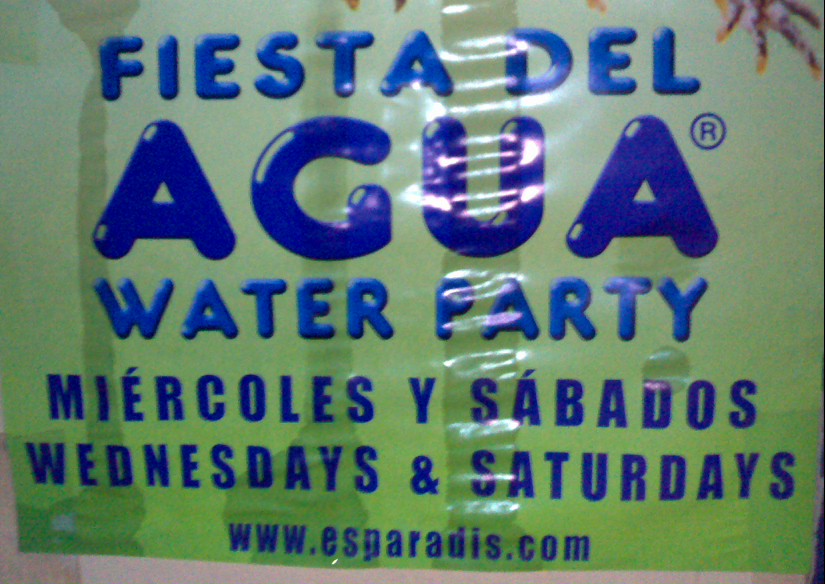 FIESTA DEL
AGUA®
WATER PARTY
MIÉRCOLES Y SÁBADOS
WEDNESDAYS & SATURDAYS
www.esparadis.com